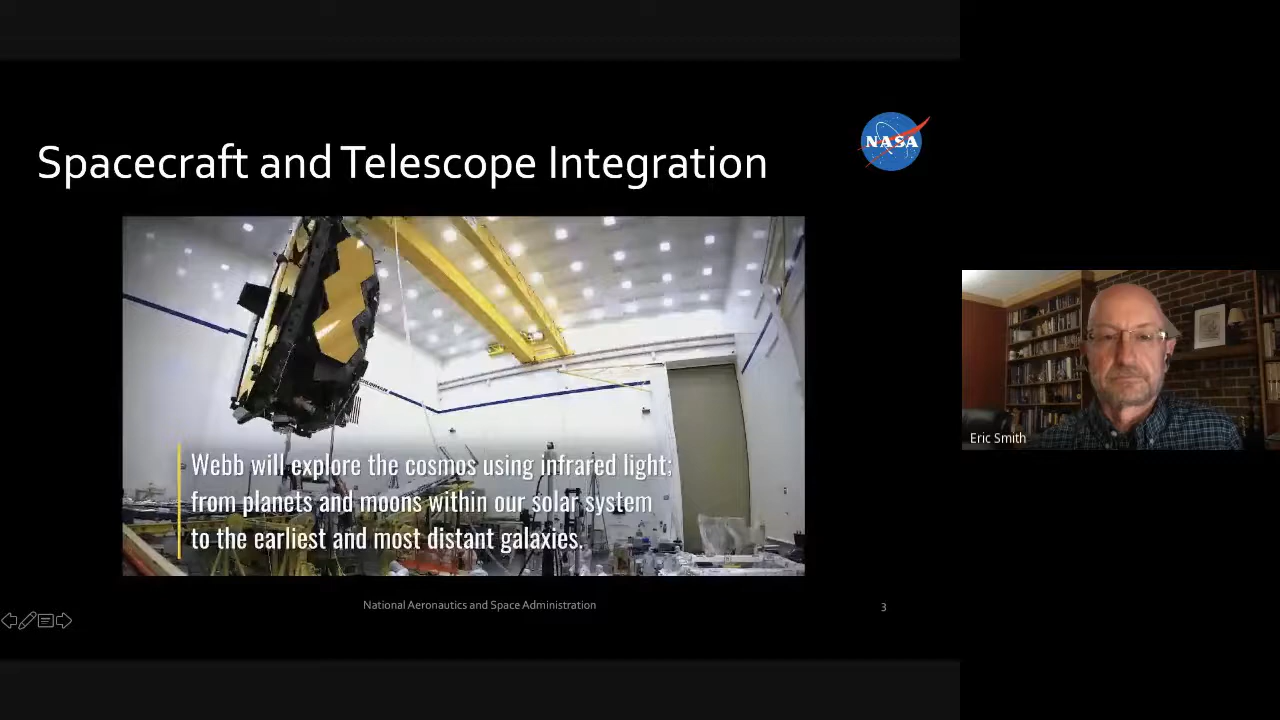 Spacecraft and Telescope Integration
NASA
Webb will explore the cosmos using infrared light;
from planets and moons within our solar system
to the earliest and most distant galaxies.
National Aeronautics and Space Administration
3
Eric Smith